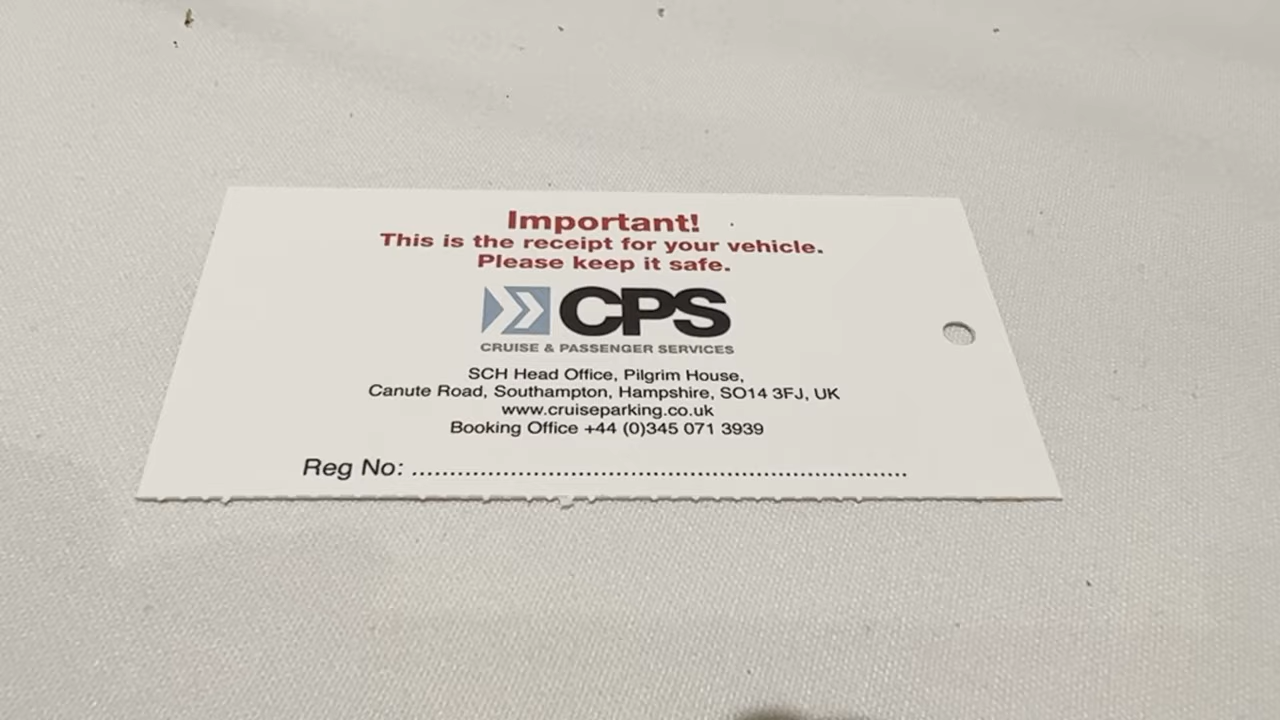 Important!
This is the receipt for your vehicle.
Please keep it safe.
CPS
CRUISE & PASSENGER SERVICES
SCH Head Office, Pilgrim House,
Canute Road, Southampton, Hampshire, SO14 3FJ, UK
www.cruiseparking.co.uk
Booking Office +44 (0)345 071 3939
Reg No: ................................................................